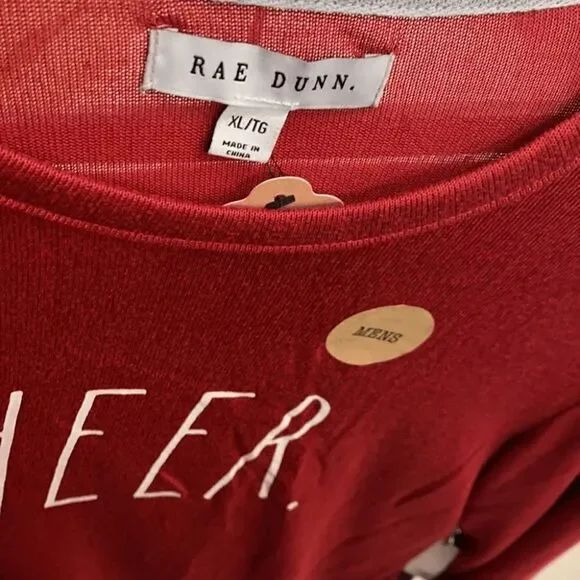 RAE DUNN.
XL/TG
MADE IN
CHINA
MENS
HEER.